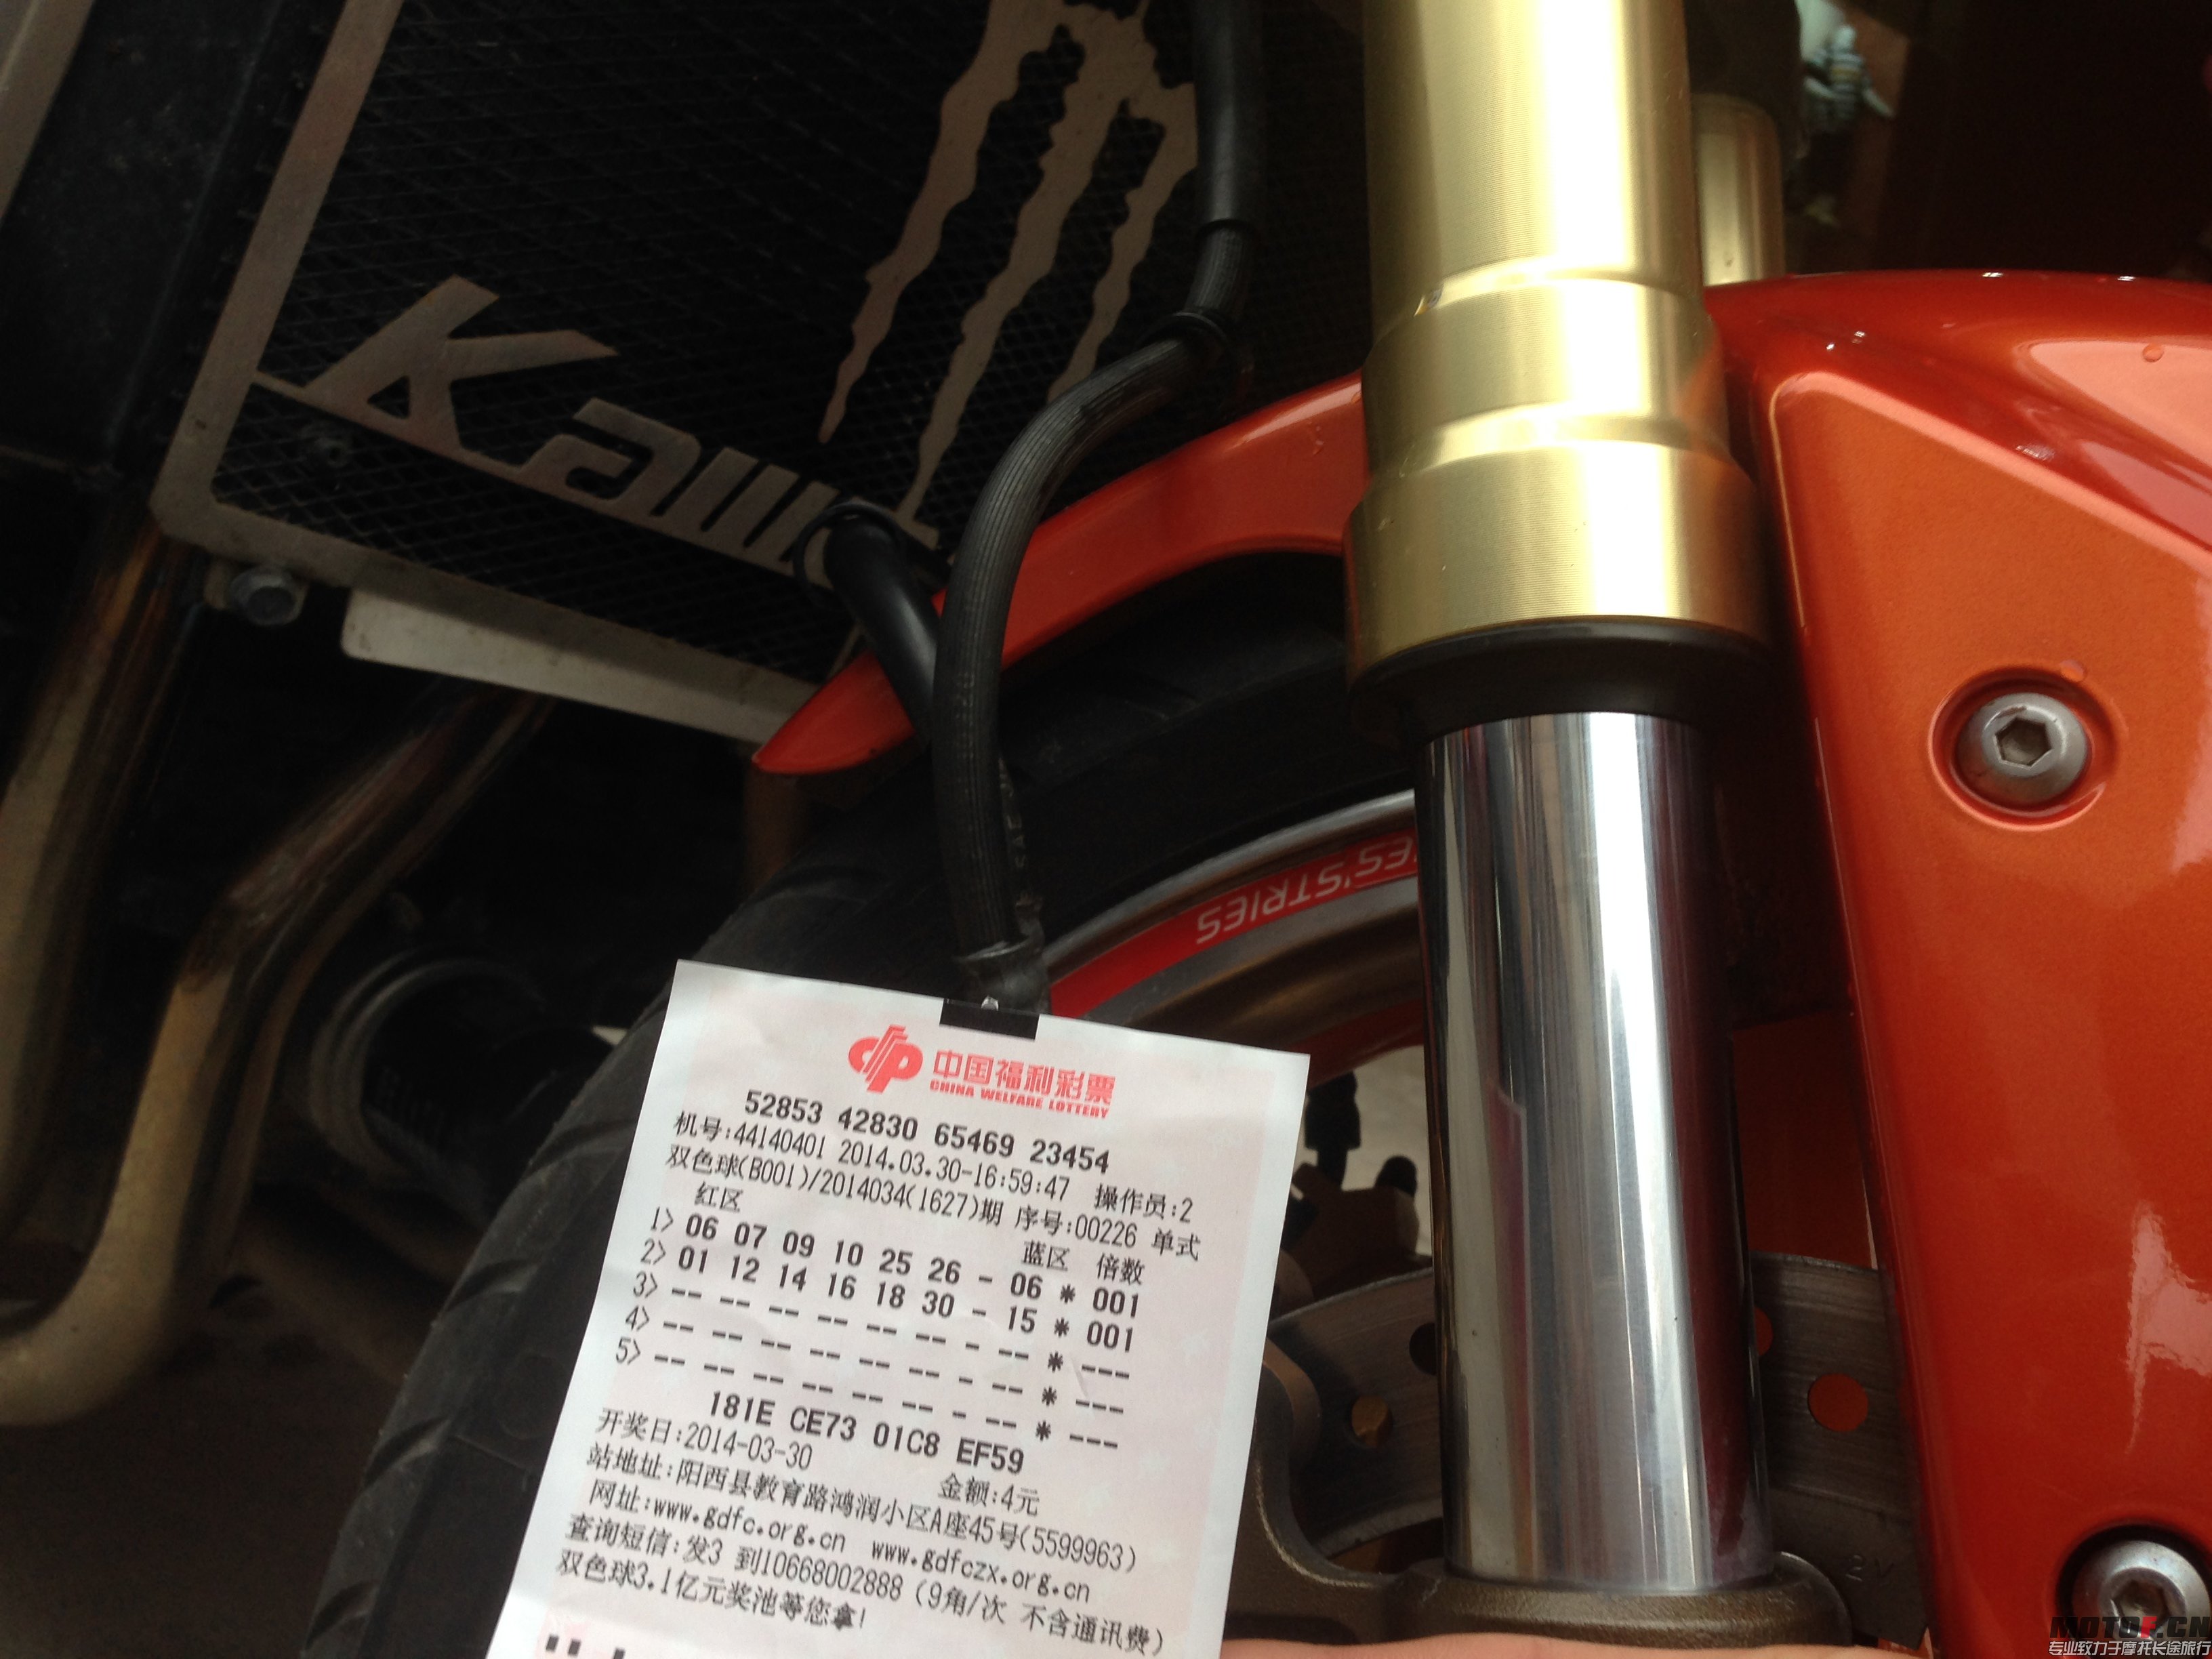 Kaw
ES'STRIES
中国福利彩票
CHINA WELFARE LOTTERY
52853 42830 65469 23454
机号:44140401 2014.03.30-16:59:47 操作员:2
双色球(B001)/2014034(1627)期 序号:00226 单式
红区 蓝区 倍数
1> 06 07 09 10 25 26 - 06 * 001
2> 01 12 14 16 18 30 - 15 * 001
3> -- -- -- -- -- -- - -- * ---
4> -- -- -- -- -- -- - -- * ---
5> -- -- -- -- -- -- - -- * ---
181E CE73 01C8 EF59
开奖日:2014-03-30 金额:4元
站地址:阳西县教育路鸿润小区A座45号(5599963)
网址:www.gdfc.org.cn www.gdfczx.org.cn
查询短信:发3 到10668002888 (9角/次 不含通讯费)
双色球3.1亿元奖池等您拿!
MOTOF.CN
专业致力于摩托长途旅行